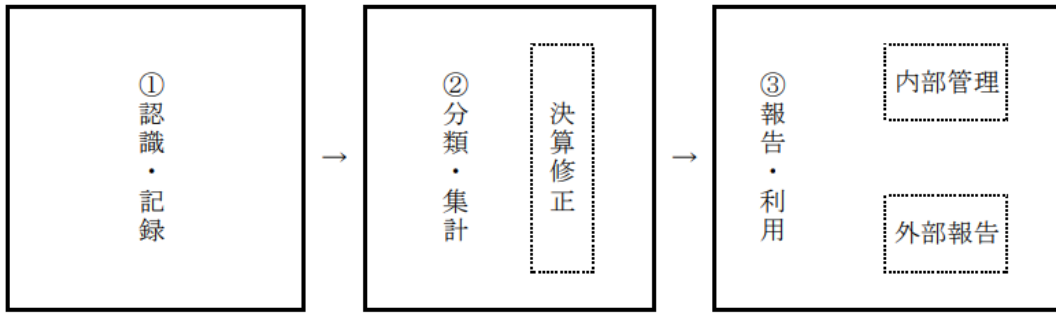 ①認識・記録
→
②分類・集計
決算修正
→
③報告・利用
内部管理
外部報告